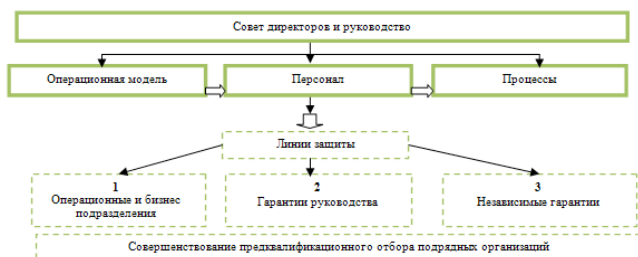 Совет директоров и руководство
Операционная модель
Персонал
Процессы
Линии защиты
1
Операционные и бизнес
подразделения
2
Гарантии руководства
3
Независимые гарантии
Совершенствование предквалификационного отбора подрядных организаций